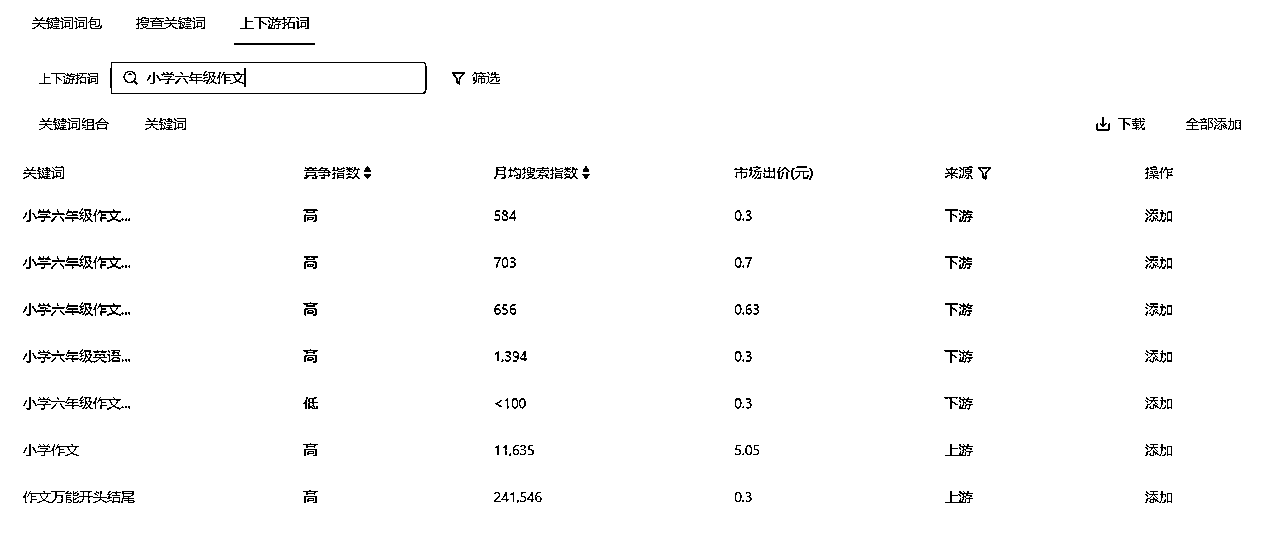 关键词词包 搜查关键词 上下游拓词
上下游拓词 小学六年级作文 筛选
关键词组合 关键词 下载 全部添加
关键词 竞争指数 月均搜索指数 市场出价(元) 来源 操作
小学六年级作文... 高 584 0.3 下游 添加
小学六年级作文... 高 703 0.7 下游 添加
小学六年级作文... 高 656 0.63 下游 添加
小学六年级英语... 高 1,394 0.3 下游 添加
小学六年级作文... 低 <100 0.3 下游 添加
小学作文 高 11,635 5.05 上游 添加
作文万能开头结尾 高 241,546 0.3 上游 添加